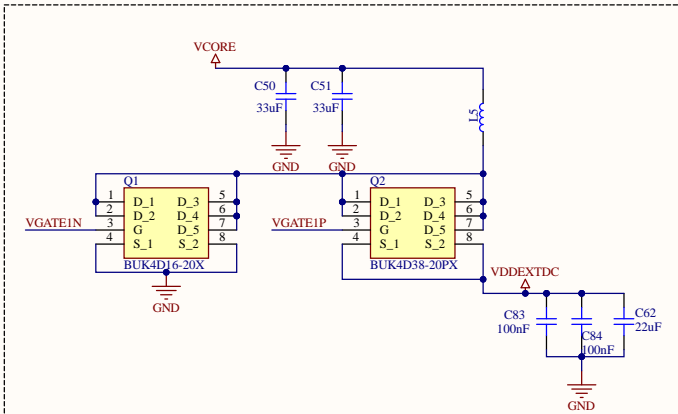 VCORE
C50
33uF
C51
33uF
L5
GND
GND
Q1
1 D_1 D_3 5
2 D_2 D_4 6
3 G D_5 7
4 S_1 S_2 8
BUK4D16-20X
VGATE1N
GND
Q2
1 D_1 D_3 5
2 D_2 D_4 6
3 G D_5 7
4 S_1 S_2 8
BUK4D38-20PX
VGATE1P
VDDEXTDC
C83
100nF
C84
100nF
C62
22uF
GND